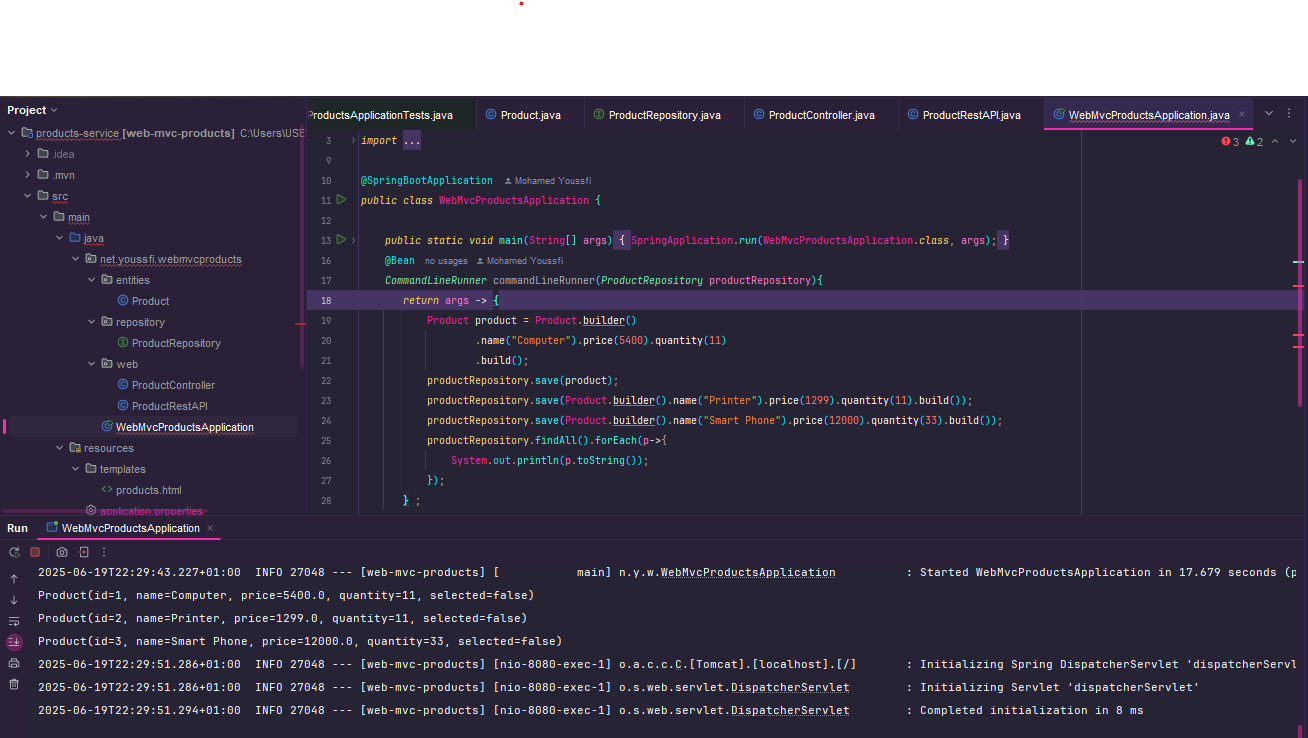 Project
products-service [web-mvc-products] C:\Users\USE
.idea
.mvn
src
main
java
net.youssfi.webmvcproducts
entities
Product
repository
ProductRepository
web
ProductController
ProductRestAPI
WebMvcProductsApplication
resources
templates
<> products.html
application.properties
ProductsApplicationTests.java
Product.java
ProductRepository.java
ProductController.java
ProductRestAPI.java
WebMvcProductsApplication.java
3 2
3 import ...
9
10 @SpringBootApplication Mohamed Youssfi
11 public class WebMvcProductsApplication {
12
13 public static void main(String[] args) { SpringApplication.run(WebMvcProductsApplication.class, args); }
16 @Bean no usages Mohamed Youssfi
17 CommandLineRunner commandLineRunner(ProductRepository productRepository){
18 return args -> {
19 Product product = Product.builder()
20 .name("Computer").price(5400).quantity(11)
21 .build();
22 productRepository.save(product);
23 productRepository.save(Product.builder().name("Printer").price(1299).quantity(11).build());
24 productRepository.save(Product.builder().name("Smart Phone").price(12000).quantity(33).build());
25 productRepository.findAll().forEach(p->{
26 System.out.println(p.toString());
27 });
28 } ;
Run WebMvcProductsApplication
2025-06-19T22:29:43.227+01:00 INFO 27048 --- [web-mvc-products] [ main] n.y.w.WebMvcProductsApplication : Started WebMvcProductsApplication in 17.679 seconds (p
Product(id=1, name=Computer, price=5400.0, quantity=11, selected=false)
Product(id=2, name=Printer, price=1299.0, quantity=11, selected=false)
Product(id=3, name=Smart Phone, price=12000.0, quantity=33, selected=false)
2025-06-19T22:29:51.286+01:00 INFO 27048 --- [web-mvc-products] [nio-8080-exec-1] o.a.c.c.C.[Tomcat].[localhost].[/] : Initializing Spring DispatcherServlet 'dispatcherServl
2025-06-19T22:29:51.286+01:00 INFO 27048 --- [web-mvc-products] [nio-8080-exec-1] o.s.web.servlet.DispatcherServlet : Initializing Servlet 'dispatcherServlet'
2025-06-19T22:29:51.294+01:00 INFO 27048 --- [web-mvc-products] [nio-8080-exec-1] o.s.web.servlet.DispatcherServlet : Completed initialization in 8 ms